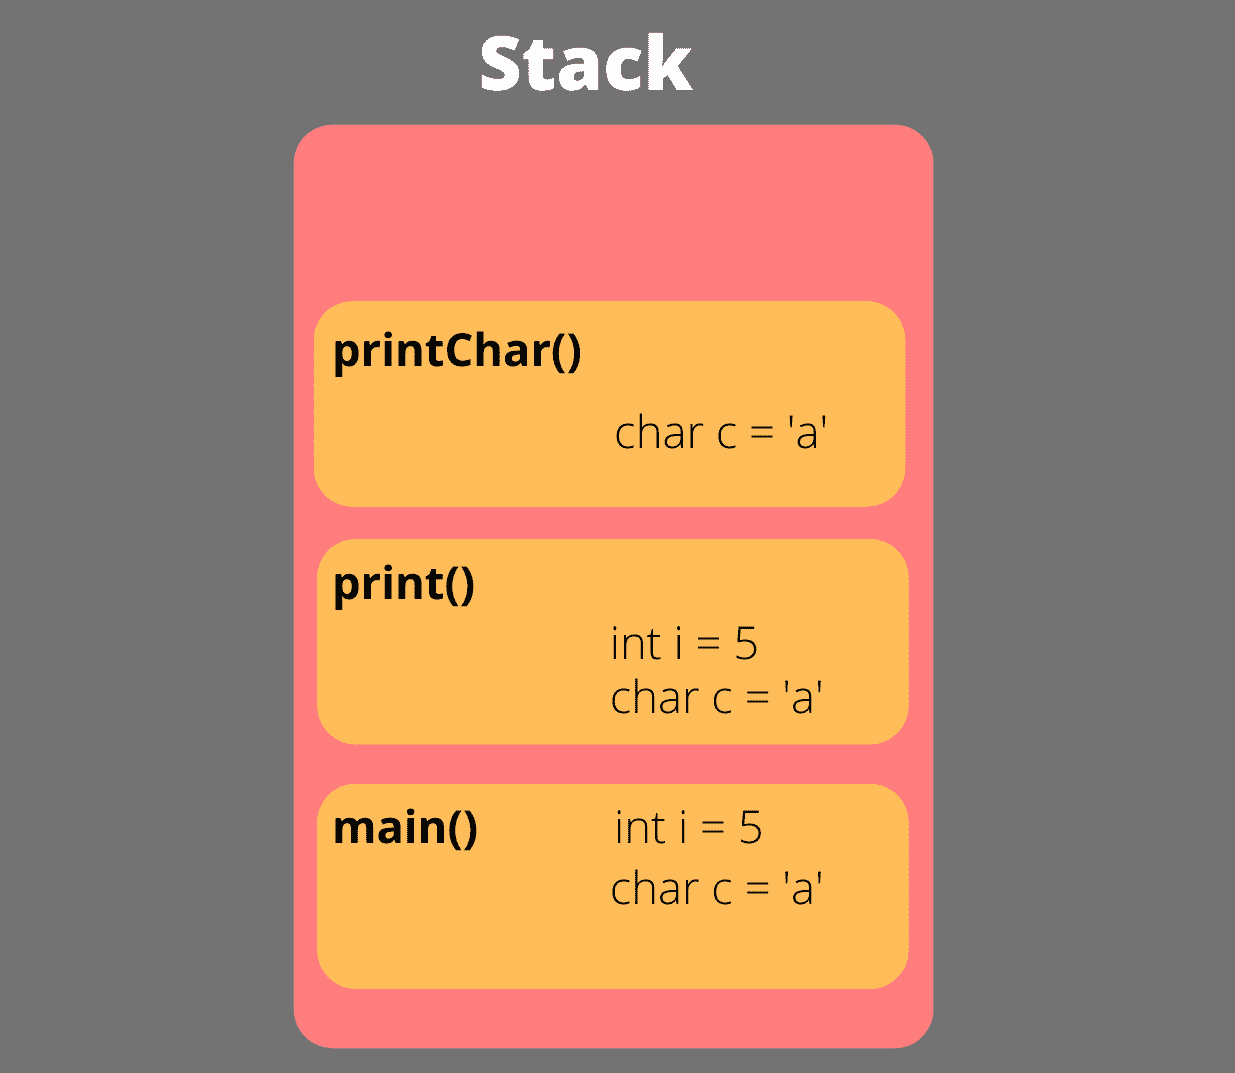 Stack
printChar()
char c = 'a'
print()
int i = 5
char c = 'a'
main() int i = 5
char c = 'a'